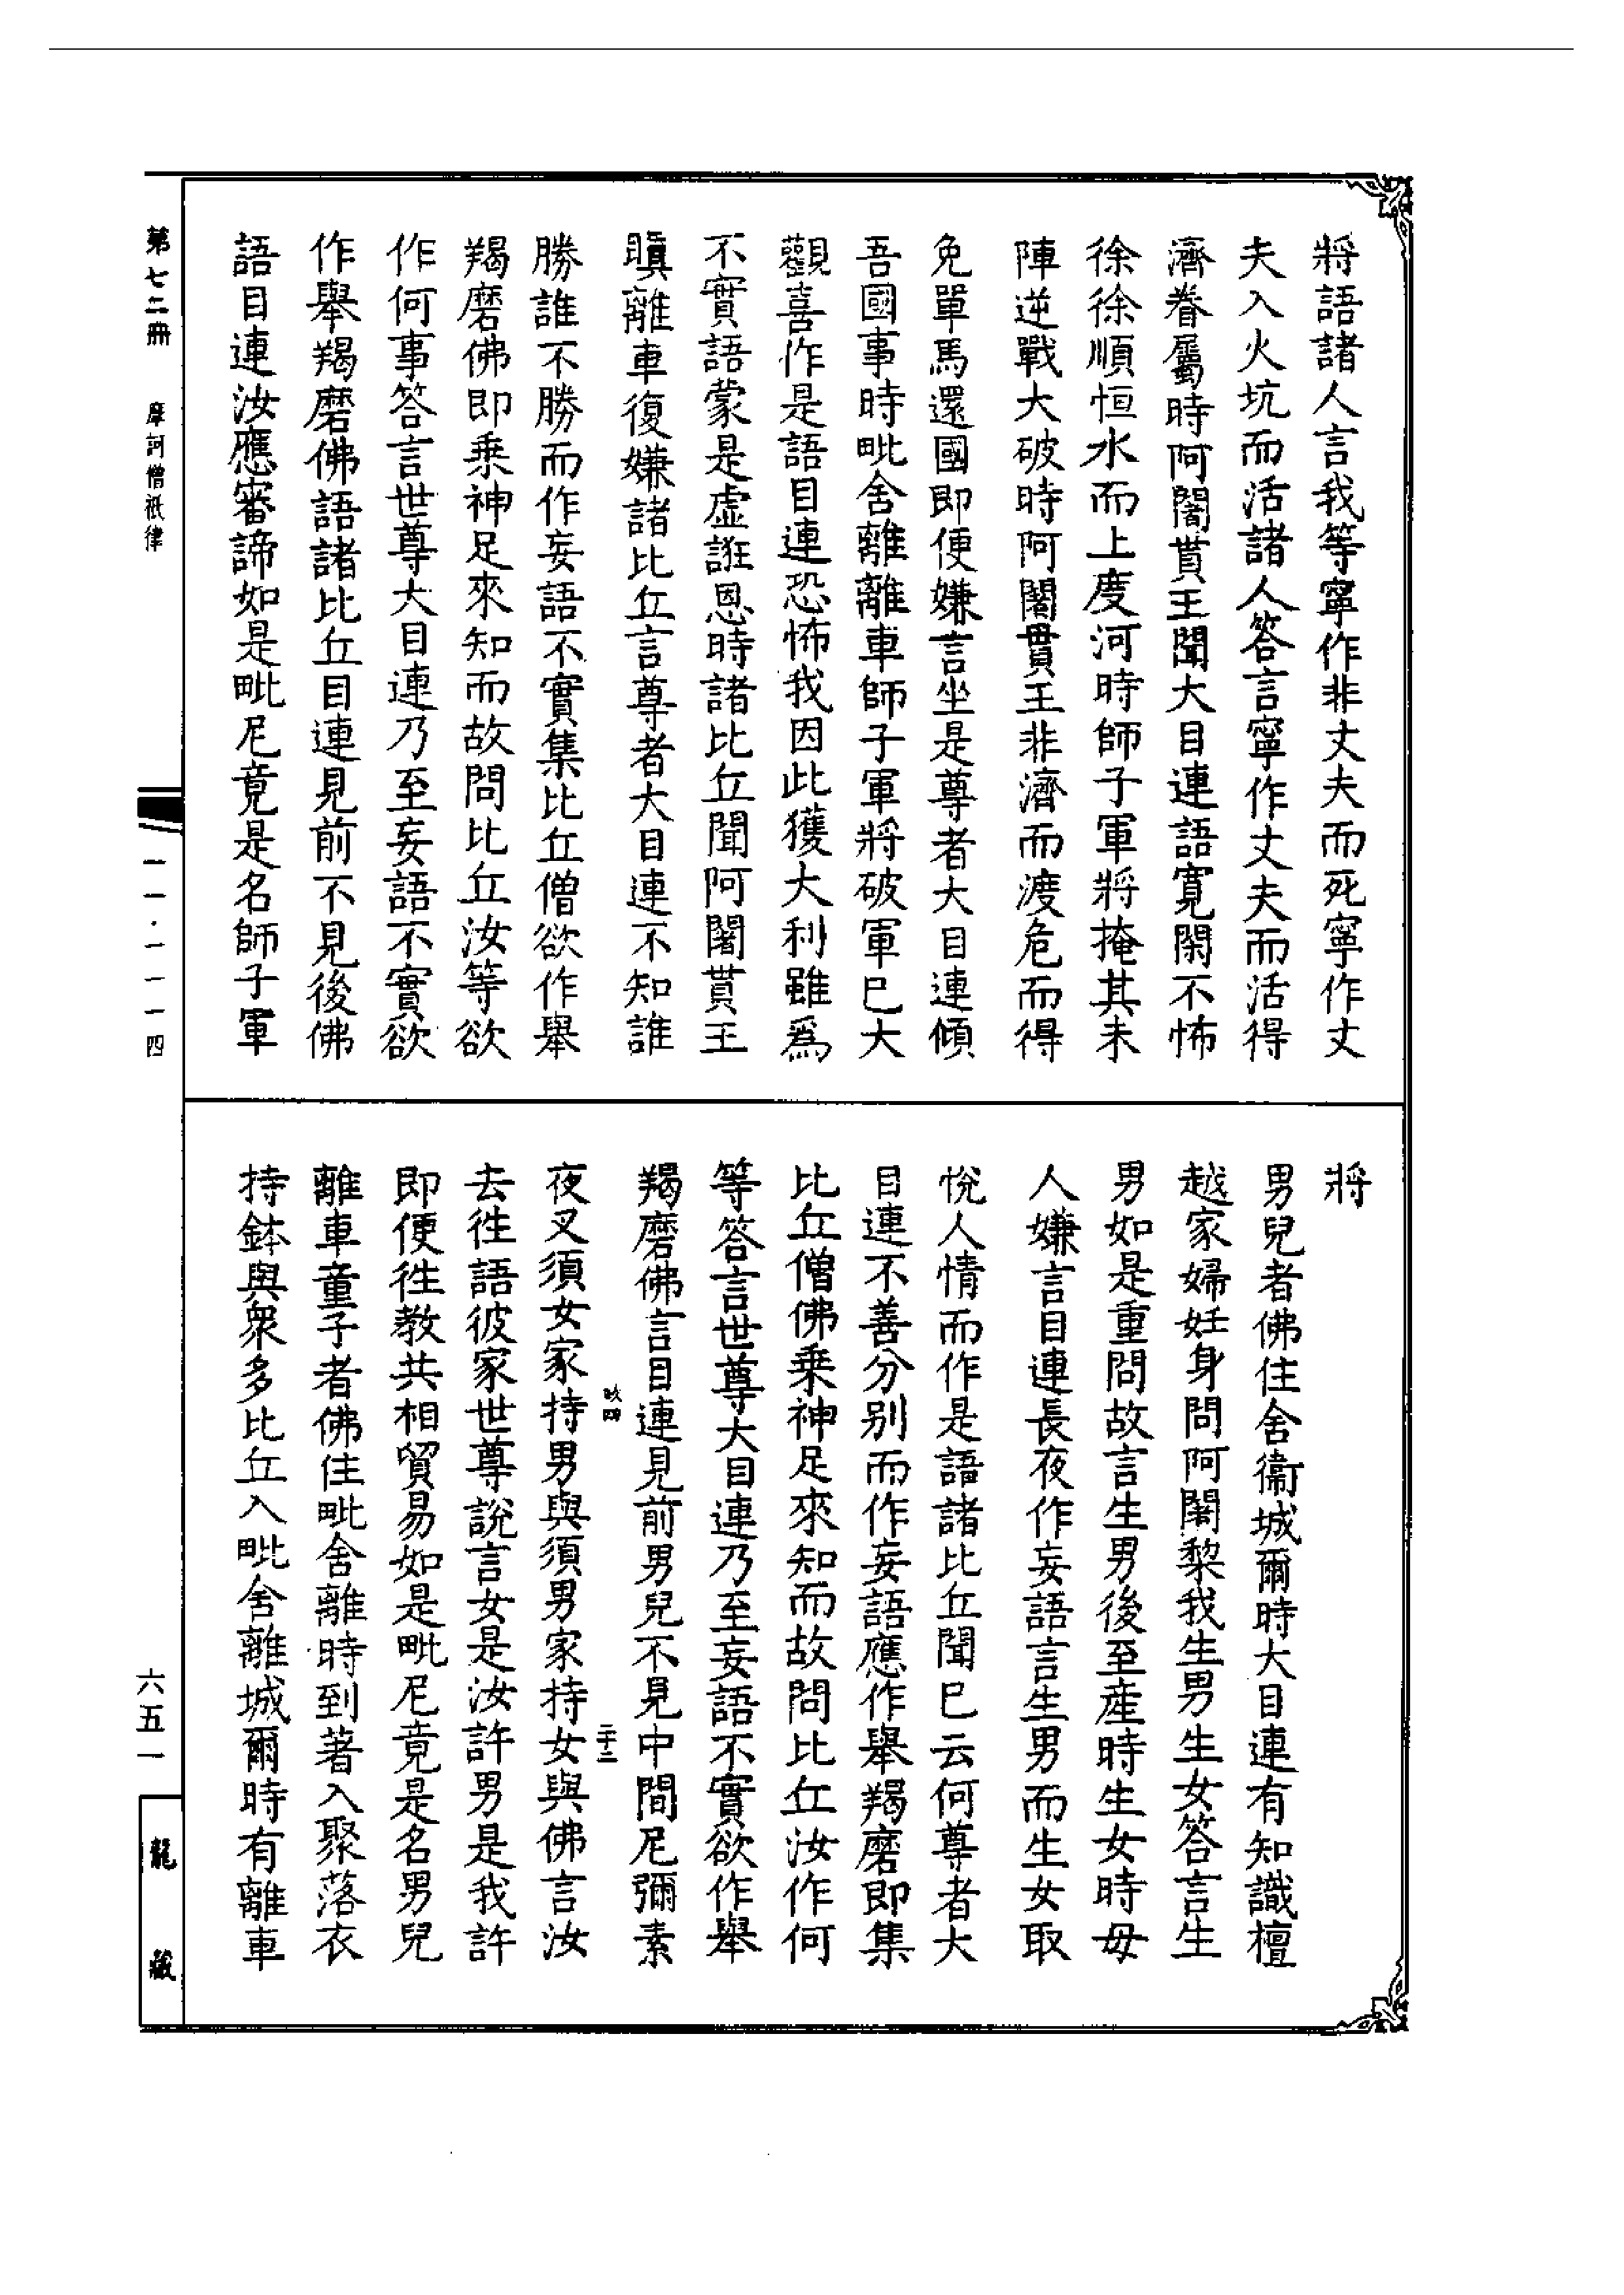 將語諸人言我等寧作非丈夫而死寧作丈
夫入火坑而活諸人答言寧作丈夫而活得
濟眷屬時阿闍貰王聞大目連語寬閑不怖
徐徐順恒水而上度河時師子軍將掩其未
陣逆戰大破時阿闍貰王非濟而渡危而得
免單馬還國即便嫌言坐是尊者大目連傾
吾國事時毗舍離離車師子軍將破軍已大
觀喜作是語目連恐怖我因此獲大利雖爲
不實語蒙是虛誑恩時諸比丘聞阿闍貰王
瞋離車復嫌諸比丘言尊者大目連不知誰
勝誰不勝而作妄語不實集比丘僧欲作舉
羯磨佛即乘神足來知而故問比丘汝等欲
作何事答言世尊大目連乃至妄語不實欲
作舉羯磨佛語諸比丘目連見前不見後佛
語目連汝應審諦如是毗尼竟是名師子軍
將
男兒者佛住舍衞城爾時大目連有知識檀
越家婦妊身問阿闍黎我生男生女答言生
男如是重問故言生男後至產時生女時母
人嫌言目連長夜作妄語言生男而生女取
悅人情而作是語諸比丘聞已云何尊者大
目連不善分別而作妄語應作舉羯磨即集
比丘僧佛乘神足來知而故問比丘汝作何
等答言世尊大目連乃至妄語不實欲作舉
羯磨佛言目連見前男兒不見中間尼彌素
夜叉須女家持男與須男家持女與佛言汝
去徃語彼家世尊說言女是汝許男是我許
即便徃教共相貿易如是毗尼竟是名男兒
離車童子者佛住毗舍離時到著入聚落衣
持鉢與衆多比丘入毗舍離城爾時有離車
二十二
第七二冊 摩訶僧祇律
一一·一一一四
六五一
龍藏